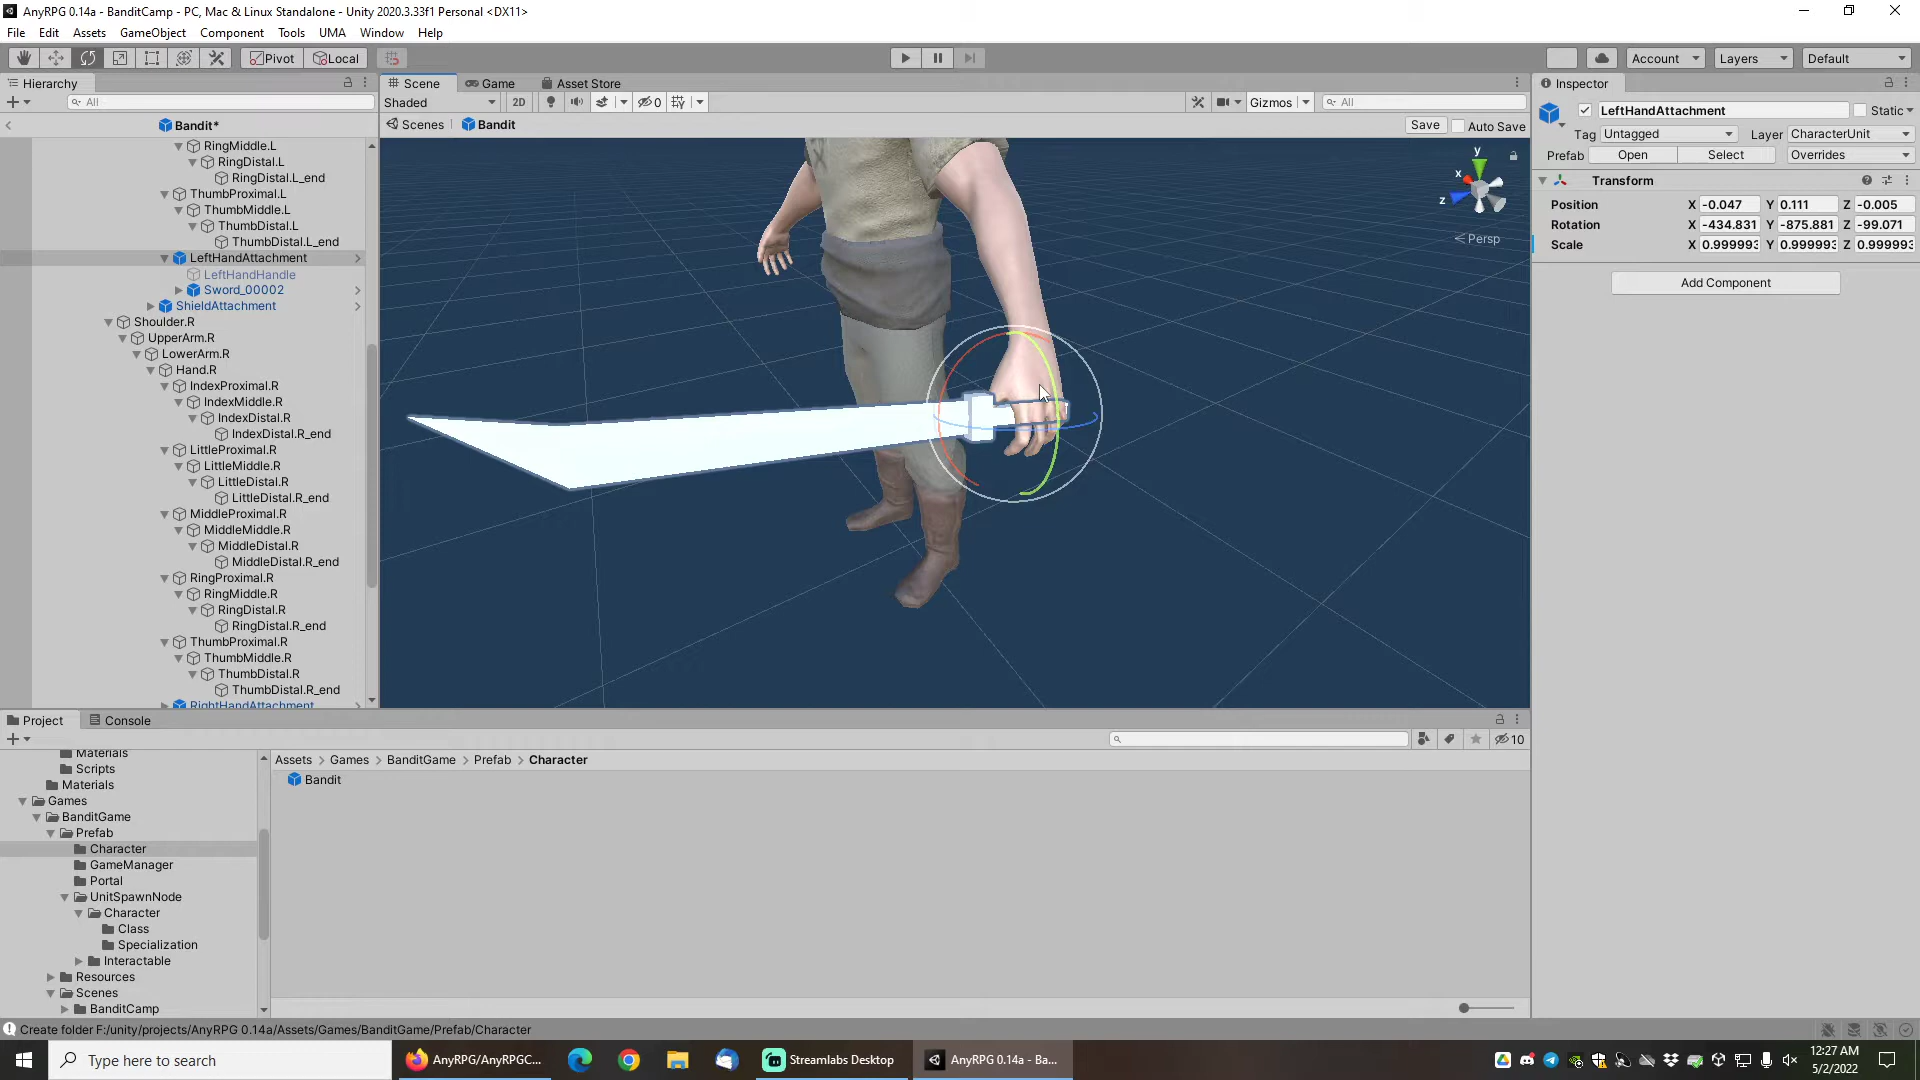 AnyRPG 0.14a - BanditCamp - PC, Mac & Linux Standalone - Unity 2020.3.33f1 Personal <DX11>
File Edit Assets GameObject Component Tools UMA Window Help
Pivot Local Account Layers Default
Hierarchy
All
Bandit*
RingMiddle.L
RingDistal.L
RingDistal.L_end
ThumbProximal.L
ThumbMiddle.L
ThumbDistal.L
ThumbDistal.L_end
LeftHandAttachment
LeftHandHandle
Sword_00002
ShieldAttachment
Shoulder.R
UpperArm.R
LowerArm.R
Hand.R
IndexProximal.R
IndexMiddle.R
IndexDistal.R
IndexDistal.R_end
LittleProximal.R
LittleMiddle.R
LittleDistal.R
LittleDistal.R_end
MiddleProximal.R
MiddleMiddle.R
MiddleDistal.R
MiddleDistal.R_end
RingProximal.R
RingMiddle.R
RingDistal.R
RingDistal.R_end
ThumbProximal.R
ThumbMiddle.R
ThumbDistal.R
ThumbDistal.R_end
RightHandAttachment
Scene Game Asset Store
Shaded 2D 0 Gizmos All
Scenes Bandit Save Auto Save
y
x
z
Persp
Inspector
LeftHandAttachment Static
Tag Untagged Layer CharacterUnit
Prefab Open Select Overrides
Transform
Position X -0.047 Y 0.111 Z -0.005
Rotation X -434.831 Y -875.881 Z -99.071
Scale X 0.999993 Y 0.999993 Z 0.999993
Add Component
Project Console
10
Materials
Scripts
Materials
Games
BanditGame
Prefab
Character
GameManager
Portal
UnitSpawnNode
Character
Class
Specialization
Interactable
Resources
Scenes
BanditCamp
Assets > Games > BanditGame > Prefab > Character
Bandit
Create folder F:/unity/projects/AnyRPG 0.14a/Assets/Games/BanditGame/Prefab/Character
Type here to search
AnyRPG/AnyRPGC...
Streamlabs Desktop
AnyRPG 0.14a - Ba...
12:27 AM
5/2/2022